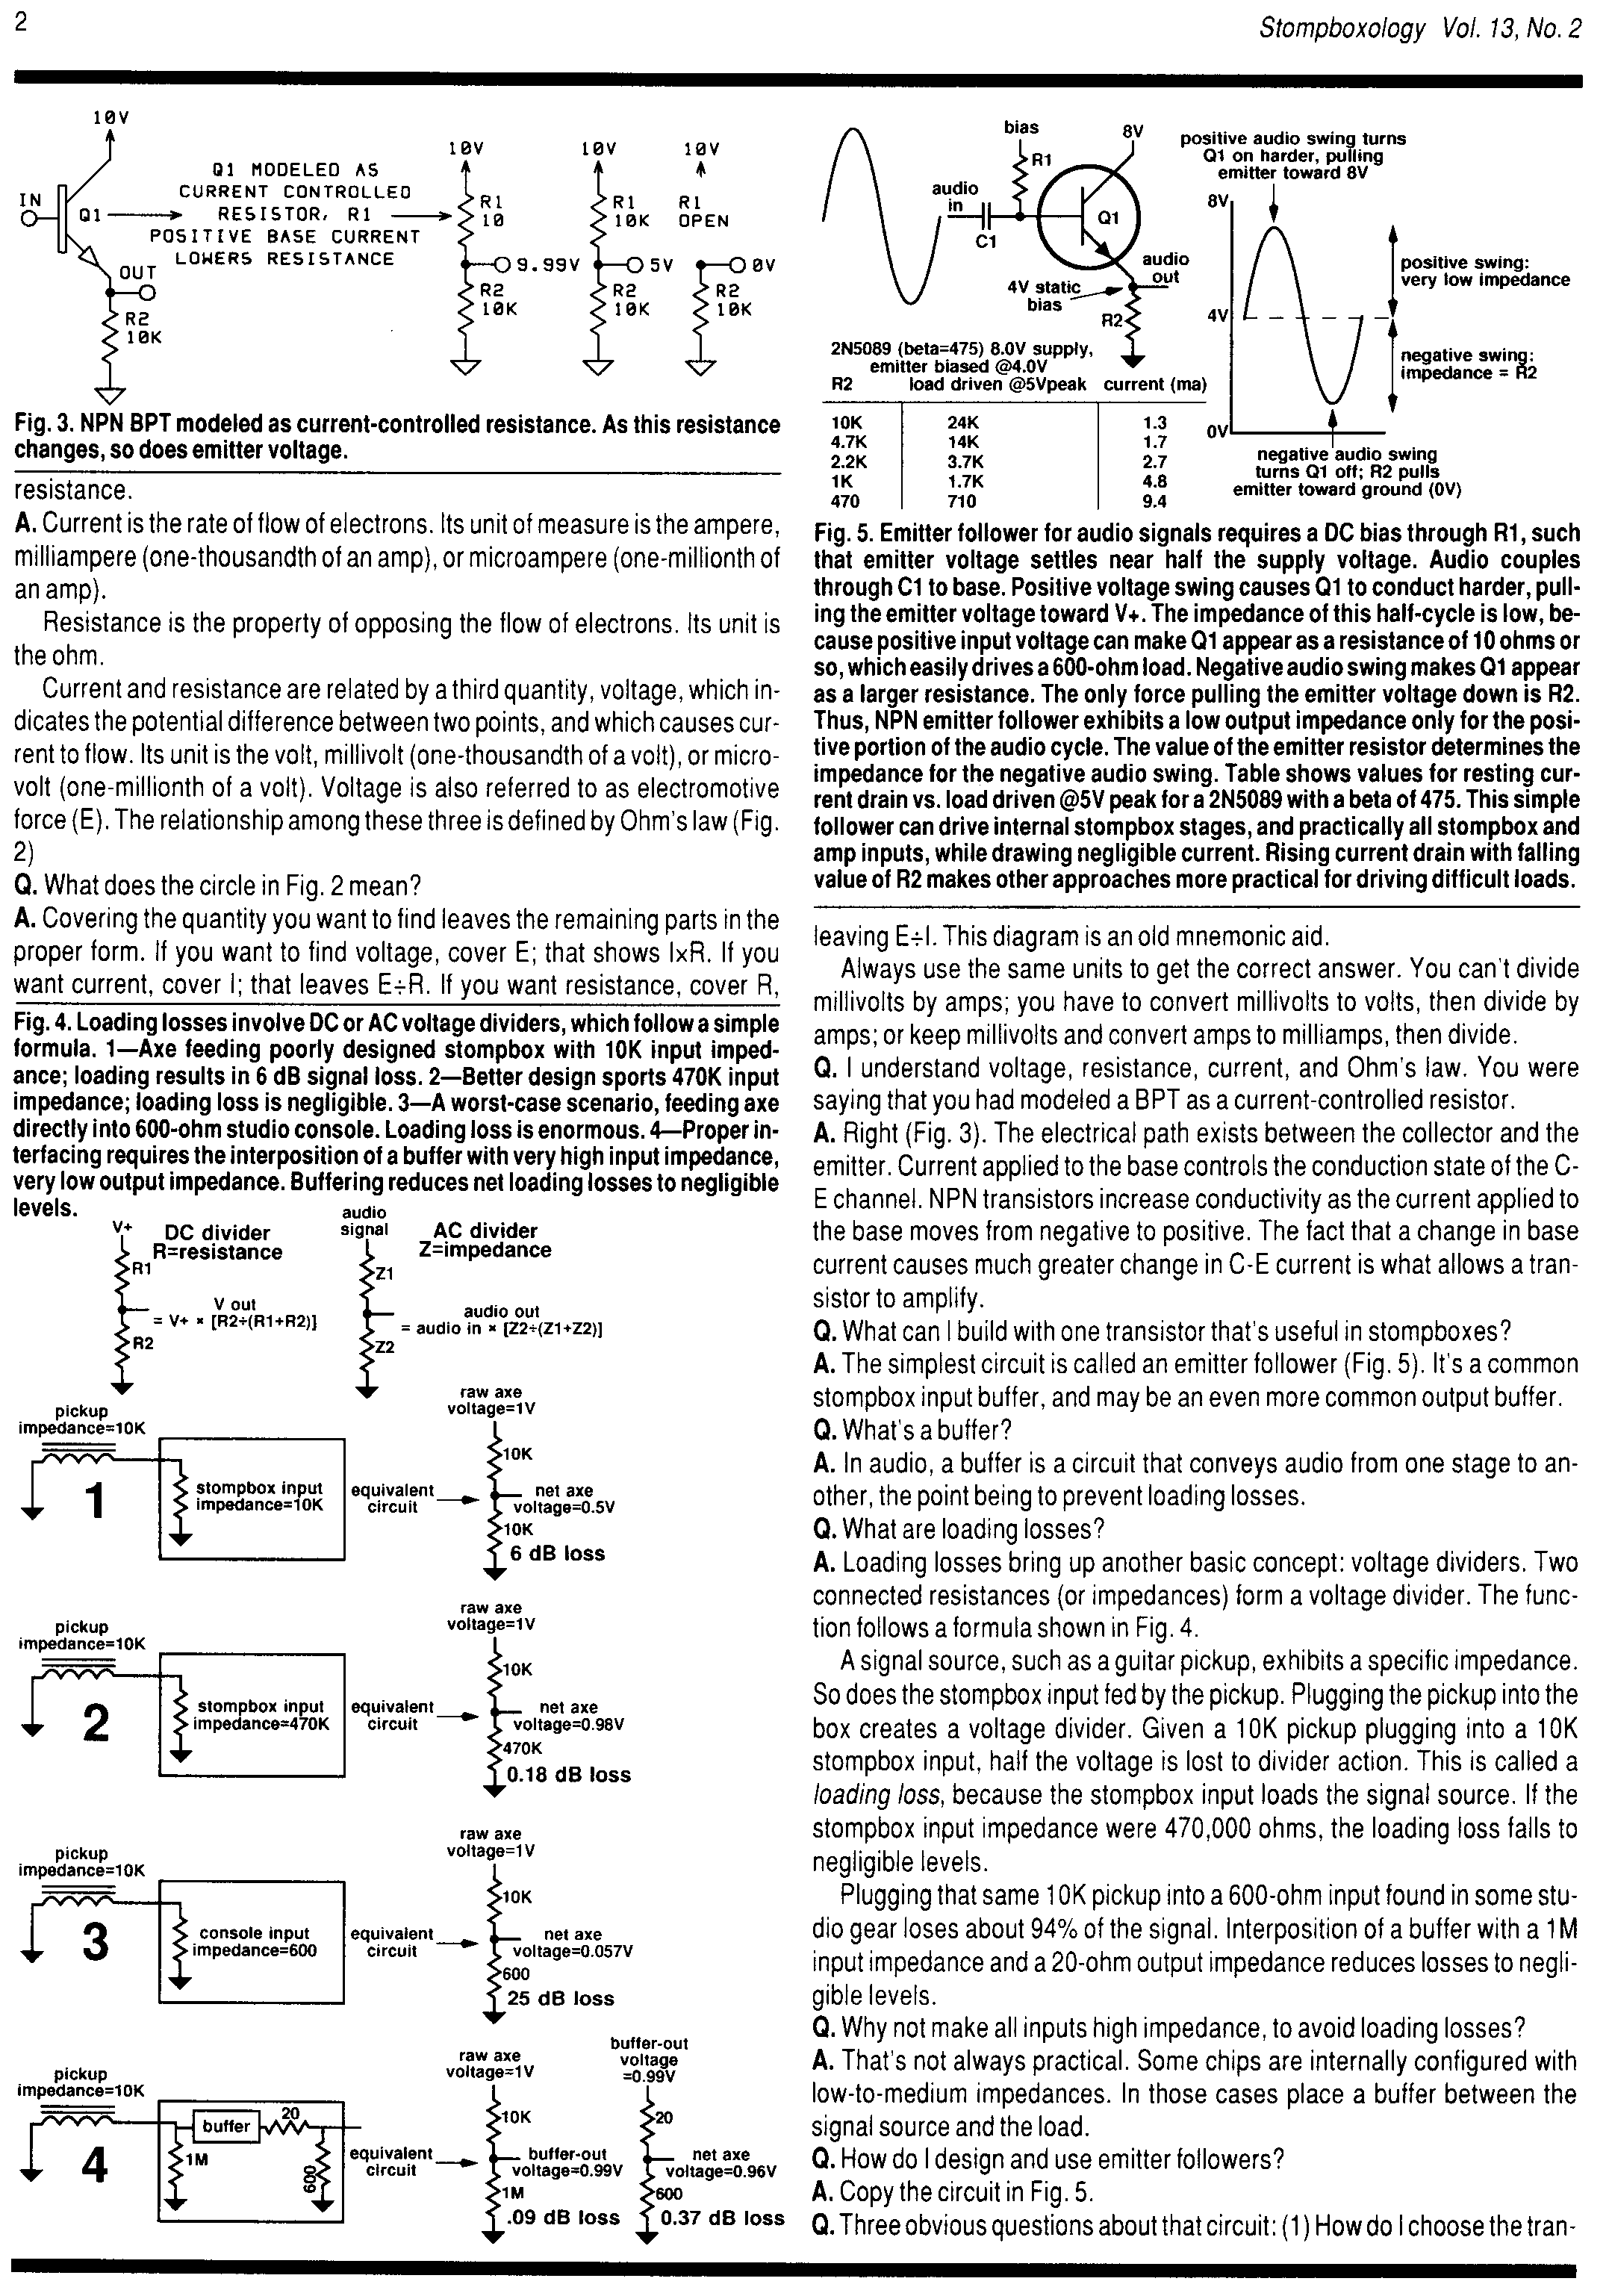 2
Stompboxology Vol. 13, No. 2
10V
IN
Q1
OUT
R2
10K
Q1 MODELED AS
CURRENT CONTROLLED
RESISTOR, R1
POSITIVE BASE CURRENT
LOWERS RESISTANCE
10V
R1
10
9.99V
R2
10K
10V
R1
10K
5V
R2
10K
10V
R1
OPEN
0V
R2
10K
Fig. 3. NPN BPT modeled as current-controlled resistance. As this resistance
changes, so does emitter voltage.
resistance.
A. Current is the rate of flow of electrons. Its unit of measure is the ampere,
milliampere (one-thousandth of an amp), or microampere (one-millionth of
an amp).
Resistance is the property of opposing the flow of electrons. Its unit is
the ohm.
Current and resistance are related by a third quantity, voltage, which in-
dicates the potential difference between two points, and which causes cur-
rent to flow. Its unit is the volt, millivolt (one-thousandth of a volt), or micro-
volt (one-millionth of a volt). Voltage is also referred to as electromotive
force (E). The relationship among these three is defined by Ohm's law (Fig.
2)
Q. What does the circle in Fig. 2 mean?
A. Covering the quantity you want to find leaves the remaining parts in the
proper form. If you want to find voltage, cover E; that shows I×R. If you
want current, cover I; that leaves E÷R. If you want resistance, cover R,
Fig. 4. Loading losses involve DC or AC voltage dividers, which follow a simple
formula. 1—Axe feeding poorly designed stompbox with 10K input imped-
ance; loading results in 6 dB signal loss. 2—Better design sports 470K input
impedance; loading loss is negligible. 3—A worst-case scenario, feeding axe
directly into 600-ohm studio console. Loading loss is enormous. 4—Proper in-
terfacing requires the interposition of a buffer with very high input impedance,
very low output impedance. Buffering reduces net loading losses to negligible
levels.
V+
DC divider
R=resistance
R1
V out
= V+ × [R2÷(R1+R2)]
R2
audio
signal
AC divider
Z=impedance
Z1
audio out
= audio in × [Z2÷(Z1+Z2)]
Z2
pickup
impedance=10K
1
stompbox input
impedance=10K
equivalent
circuit
raw axe
voltage=1V
10K
net axe
voltage=0.5V
10K
6 dB loss
pickup
impedance=10K
2
stompbox input
impedance=470K
equivalent
circuit
raw axe
voltage=1V
10K
net axe
voltage=0.98V
470K
0.18 dB loss
pickup
impedance=10K
3
console input
impedance=600
equivalent
circuit
raw axe
voltage=1V
10K
net axe
voltage=0.057V
600
25 dB loss
pickup
impedance=10K
4
buffer
20
1M
600
equivalent
circuit
raw axe
voltage=1V
10K
buffer-out
voltage=0.99V
1M
.09 dB loss
buffer-out
voltage
=0.99V
20
net axe
voltage=0.96V
600
0.37 dB loss
bias
R1
8V
audio
in
C1
Q1
audio
out
4V static
bias
R2
positive audio swing turns
Q1 on harder, pulling
emitter toward 8V
8V
4V
0V
positive swing:
very low impedance
negative swing:
impedance = R2
negative audio swing
turns Q1 off; R2 pulls
emitter toward ground (0V)
2N5089 (beta=475) 8.0V supply,
emitter biased @4.0V
R2 load driven @5Vpeak current (ma)
10K 24K 1.3
4.7K 14K 1.7
2.2K 3.7K 2.7
1K 1.7K 4.8
470 710 9.4
Fig. 5. Emitter follower for audio signals requires a DC bias through R1, such
that emitter voltage settles near half the supply voltage. Audio couples
through C1 to base. Positive voltage swing causes Q1 to conduct harder, pull-
ing the emitter voltage toward V+. The impedance of this half-cycle is low, be-
cause positive input voltage can make Q1 appear as a resistance of 10 ohms or
so, which easily drives a 600-ohm load. Negative audio swing makes Q1 appear
as a larger resistance. The only force pulling the emitter voltage down is R2.
Thus, NPN emitter follower exhibits a low output impedance only for the posi-
tive portion of the audio cycle. The value of the emitter resistor determines the
impedance for the negative audio swing. Table shows values for resting cur-
rent drain vs. load driven @5V peak for a 2N5089 with a beta of 475. This simple
follower can drive internal stompbox stages, and practically all stompbox and
amp inputs, while drawing negligible current. Rising current drain with falling
value of R2 makes other approaches more practical for driving difficult loads.
leaving E÷I. This diagram is an old mnemonic aid.
Always use the same units to get the correct answer. You can't divide
millivolts by amps; you have to convert millivolts to volts, then divide by
amps; or keep millivolts and convert amps to milliamps, then divide.
Q. I understand voltage, resistance, current, and Ohm's law. You were
saying that you had modeled a BPT as a current-controlled resistor.
A. Right (Fig. 3). The electrical path exists between the collector and the
emitter. Current applied to the base controls the conduction state of the C-
E channel. NPN transistors increase conductivity as the current applied to
the base moves from negative to positive. The fact that a change in base
current causes much greater change in C-E current is what allows a tran-
sistor to amplify.
Q. What can I build with one transistor that's useful in stompboxes?
A. The simplest circuit is called an emitter follower (Fig. 5). It's a common
stompbox input buffer, and may be an even more common output buffer.
Q. What's a buffer?
A. In audio, a buffer is a circuit that conveys audio from one stage to an-
other, the point being to prevent loading losses.
Q. What are loading losses?
A. Loading losses bring up another basic concept: voltage dividers. Two
connected resistances (or impedances) form a voltage divider. The func-
tion follows a formula shown in Fig. 4.
A signal source, such as a guitar pickup, exhibits a specific impedance.
So does the stompbox input fed by the pickup. Plugging the pickup into the
box creates a voltage divider. Given a 10K pickup plugging into a 10K
stompbox input, half the voltage is lost to divider action. This is called a
loading loss, because the stompbox input loads the signal source. If the
stompbox input impedance were 470,000 ohms, the loading loss falls to
negligible levels.
Plugging that same 10K pickup into a 600-ohm input found in some stu-
dio gear loses about 94% of the signal. Interposition of a buffer with a 1M
input impedance and a 20-ohm output impedance reduces losses to negli-
gible levels.
Q. Why not make all inputs high impedance, to avoid loading losses?
A. That's not always practical. Some chips are internally configured with
low-to-medium impedances. In those cases place a buffer between the
signal source and the load.
Q. How do I design and use emitter followers?
A. Copy the circuit in Fig. 5.
Q. Three obvious questions about that circuit: (1) How do I choose the tran-